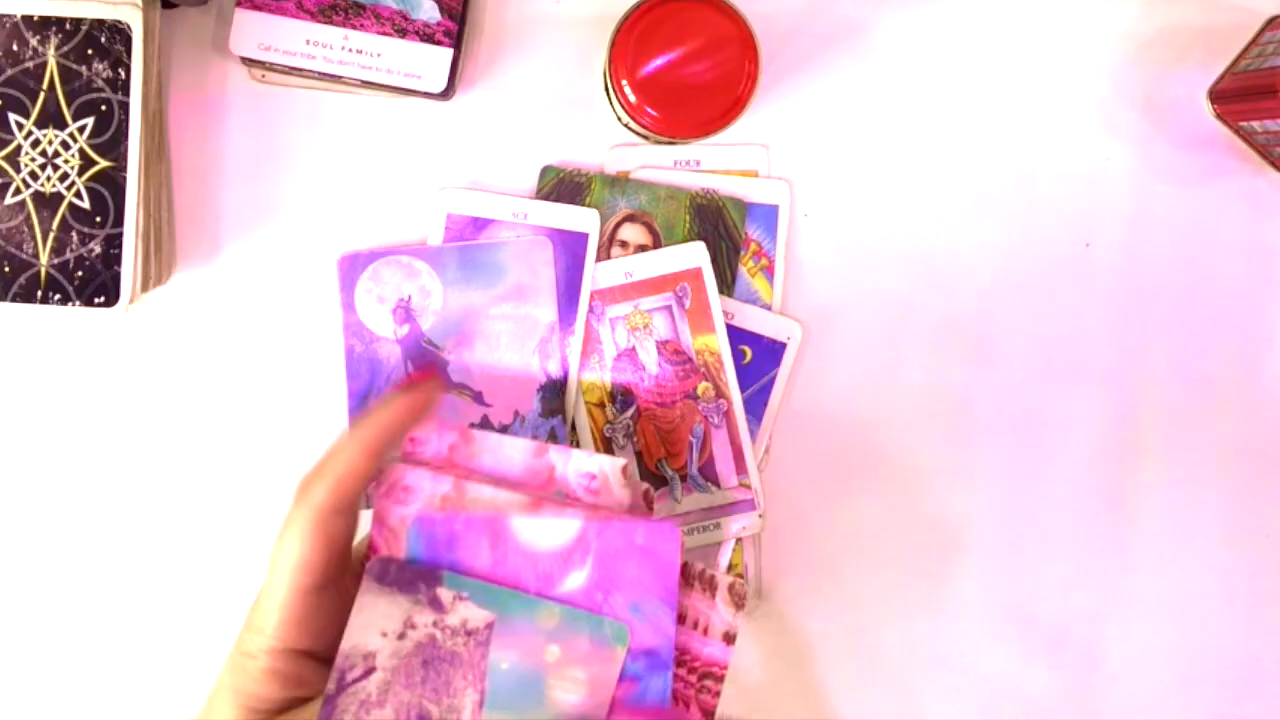 SOUL FAMILY
Call in your tribe. You don't have to do it alone.
FOUR
ACE
IV
EMPEROR